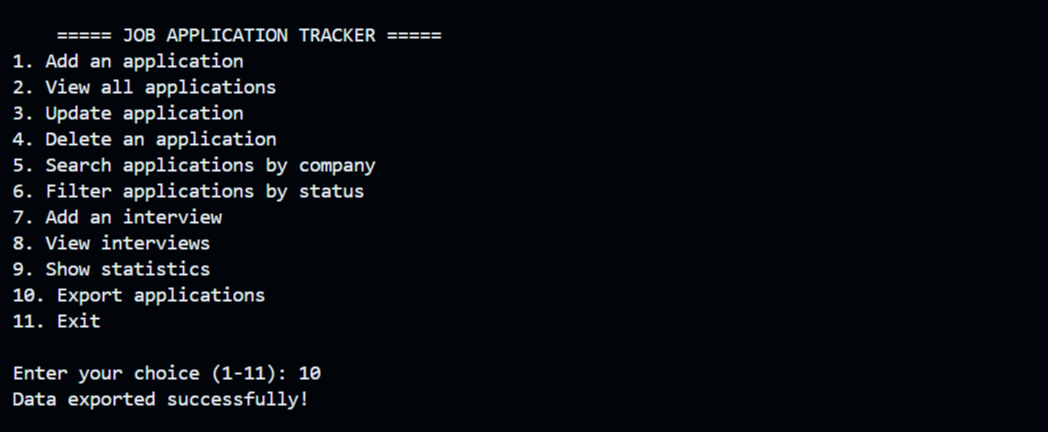 ===== JOB APPLICATION TRACKER =====
1. Add an application
2. View all applications
3. Update application
4. Delete an application
5. Search applications by company
6. Filter applications by status
7. Add an interview
8. View interviews
9. Show statistics
10. Export applications
11. Exit
Enter your choice (1-11): 10
Data exported successfully!